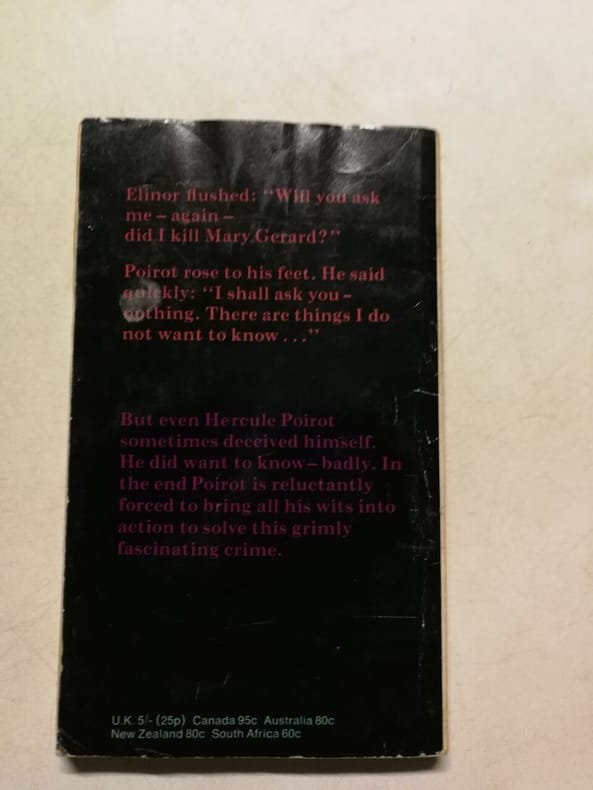 Elinor flushed: "Will you ask
me – again –
did I kill Mary Gerard?"
Poirot rose to his feet. He said
quickly: "I shall ask you –
nothing. There are things I do
not want to know . . ."
But even Hercule Poirot
sometimes deceived himself.
He did want to know – badly. In
the end Poirot is reluctantly
forced to bring all his wits into
action to solve this grimly
fascinating crime.
U.K. 5/- (25p) Canada 95c Australia 80c
New Zealand 80c South Africa 60c